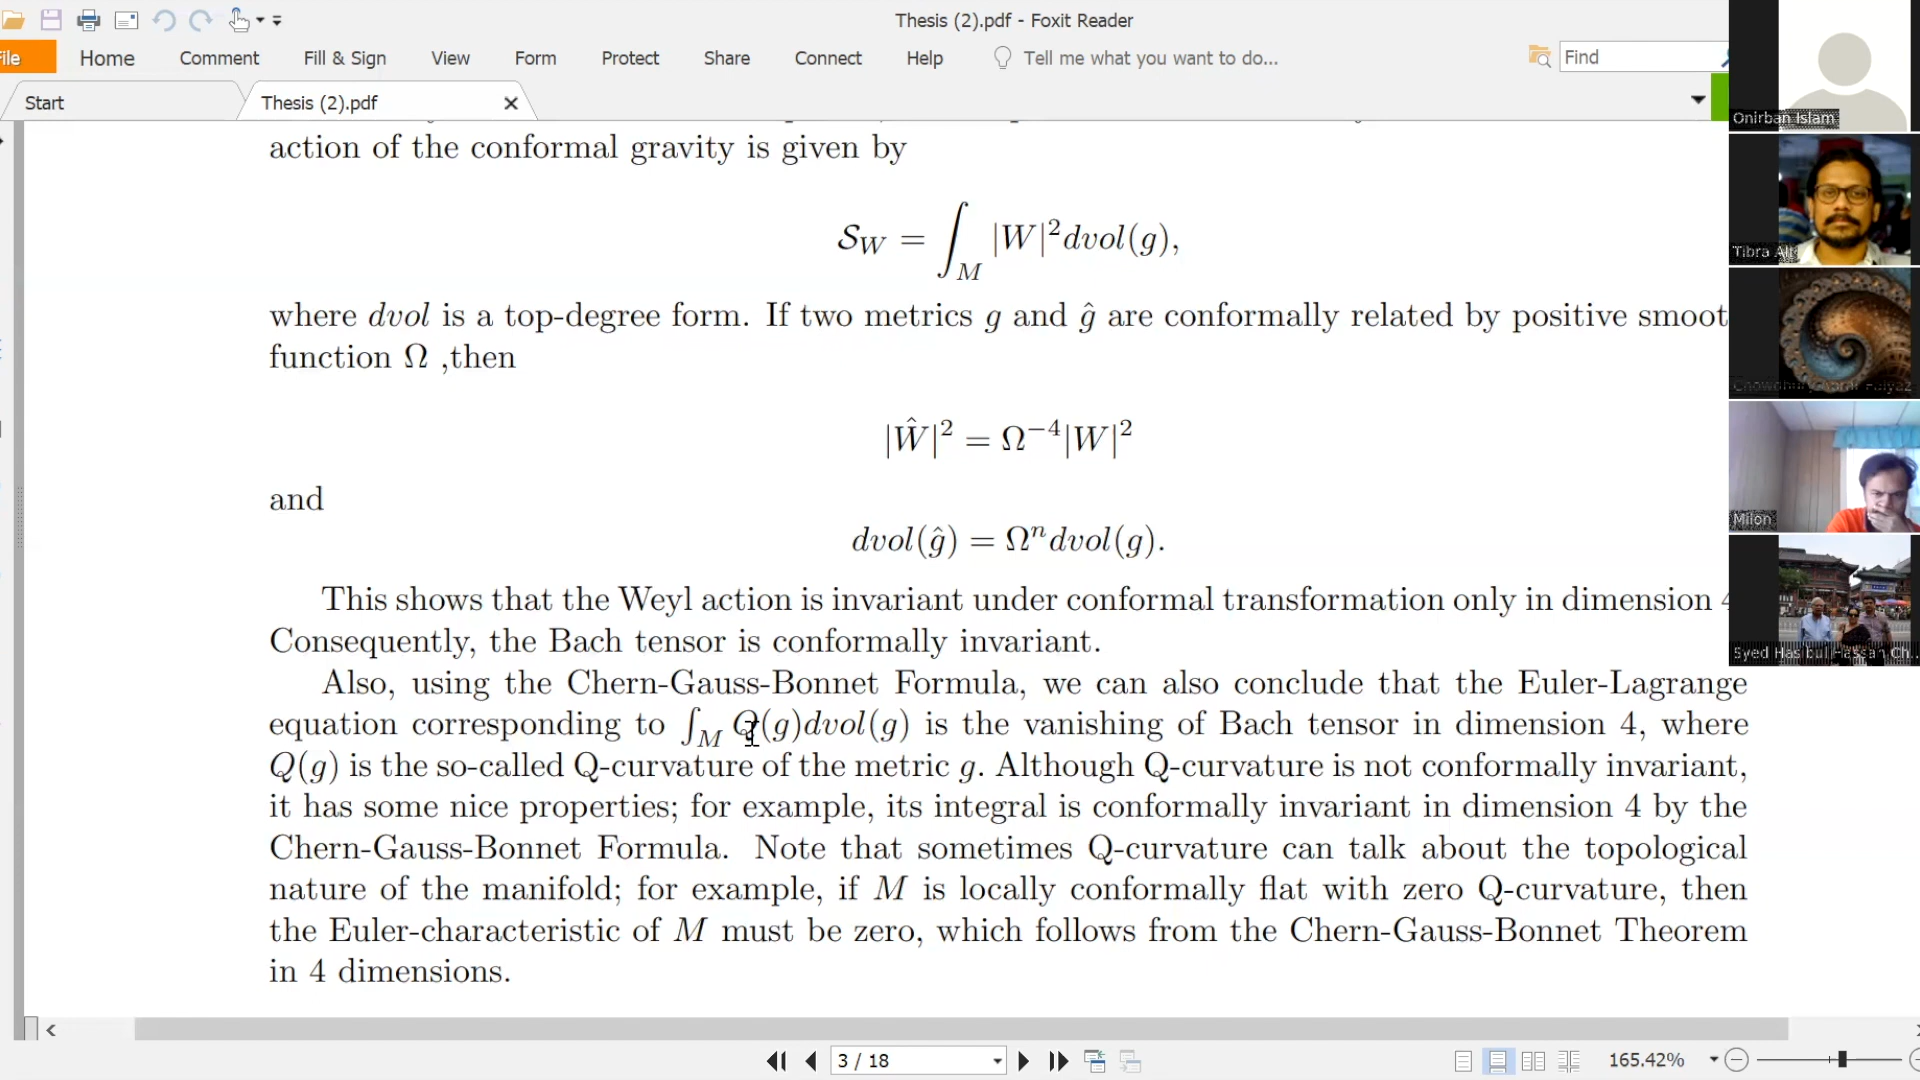 Thesis (2).pdf - Foxit Reader
File Home Comment Fill & Sign View Form Protect Share Connect Help Tell me what you want to do... Find
Start Thesis (2).pdf
action of the conformal gravity is given by
𝒮_W = ∫_M |W|²dvol(g),
where dvol is a top-degree form. If two metrics g and ĝ are conformally related by positive smoot
function Ω ,then
|Ŵ|² = Ω⁻⁴|W|²
and
dvol(ĝ) = Ωⁿdvol(g).
This shows that the Weyl action is invariant under conformal transformation only in dimension 4
Consequently, the Bach tensor is conformally invariant.
Also, using the Chern-Gauss-Bonnet Formula, we can also conclude that the Euler-Lagrange
equation corresponding to ∫_M Q(g)dvol(g) is the vanishing of Bach tensor in dimension 4, where
Q(g) is the so-called Q-curvature of the metric g. Although Q-curvature is not conformally invariant,
it has some nice properties; for example, its integral is conformally invariant in dimension 4 by the
Chern-Gauss-Bonnet Formula. Note that sometimes Q-curvature can talk about the topological
nature of the manifold; for example, if M is locally conformally flat with zero Q-curvature, then
the Euler-characteristic of M must be zero, which follows from the Chern-Gauss-Bonnet Theorem
in 4 dimensions.
3 / 18
165.42%
Onirban Islam
Tibra Ali
Milon
Syed Hasibul Hassan Ch...